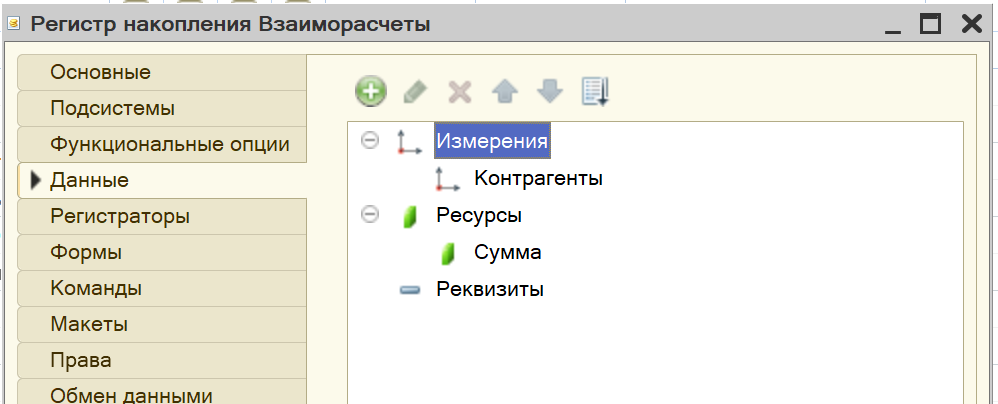 Регистр накопления Взаиморасчеты
Основные
Подсистемы
Функциональные опции
Данные
Регистраторы
Формы
Команды
Макеты
Права
Обмен данными
Измерения
Контрагенты
Ресурсы
Сумма
Реквизиты